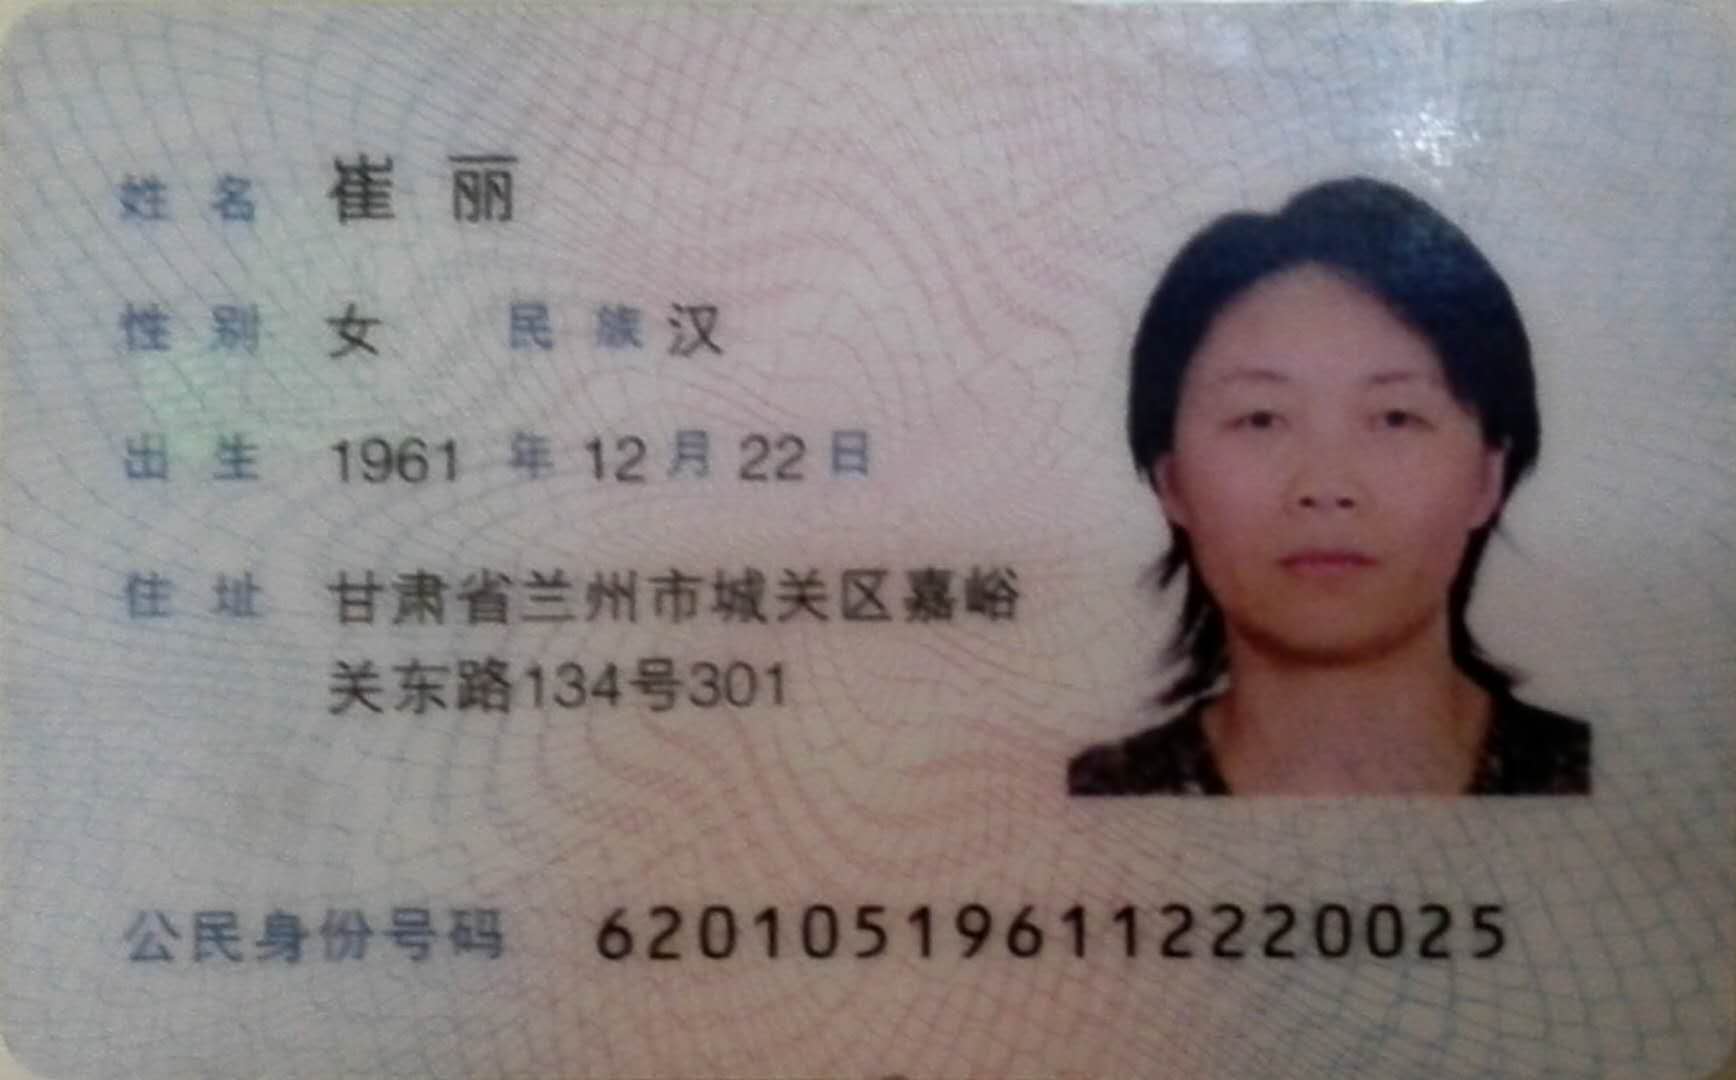 姓 名 崔 丽
性 别 女 民 族 汉
出 生 1961 年 12 月 22 日
住 址 甘肃省兰州市城关区嘉峪
关东路134号301
公民身份号码 620105196112220025